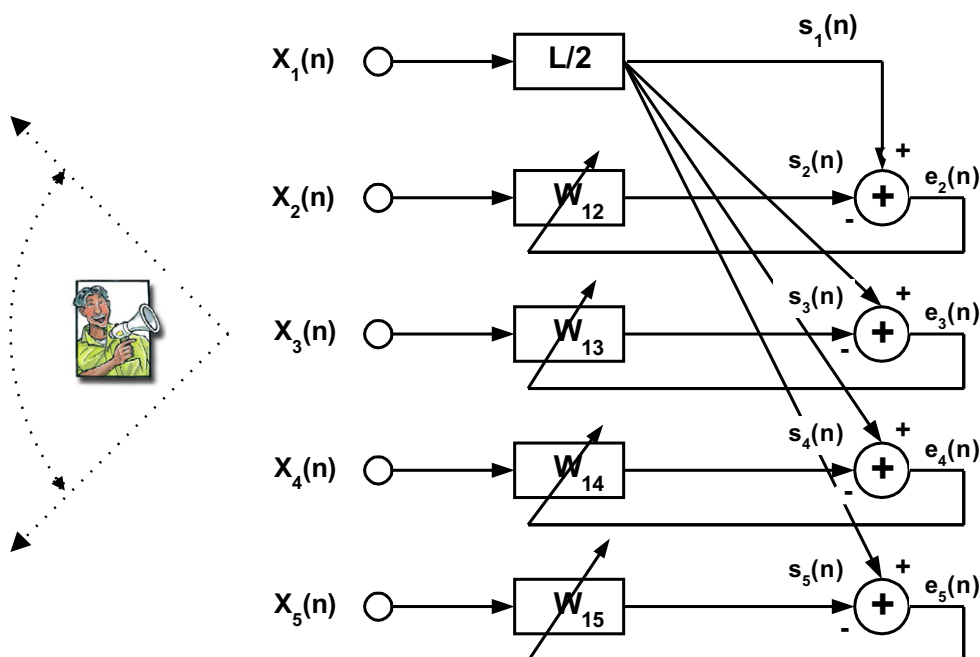 s₁(n)
X₁(n) L/2
+
X₂(n) W₁₂ s₂(n) + e₂(n)
-
+
X₃(n) W₁₃ s₃(n) + e₃(n)
-
+
X₄(n) W₁₄ s₄(n) + e₄(n)
-
+
X₅(n) W₁₅ s₅(n) + e₅(n)
-